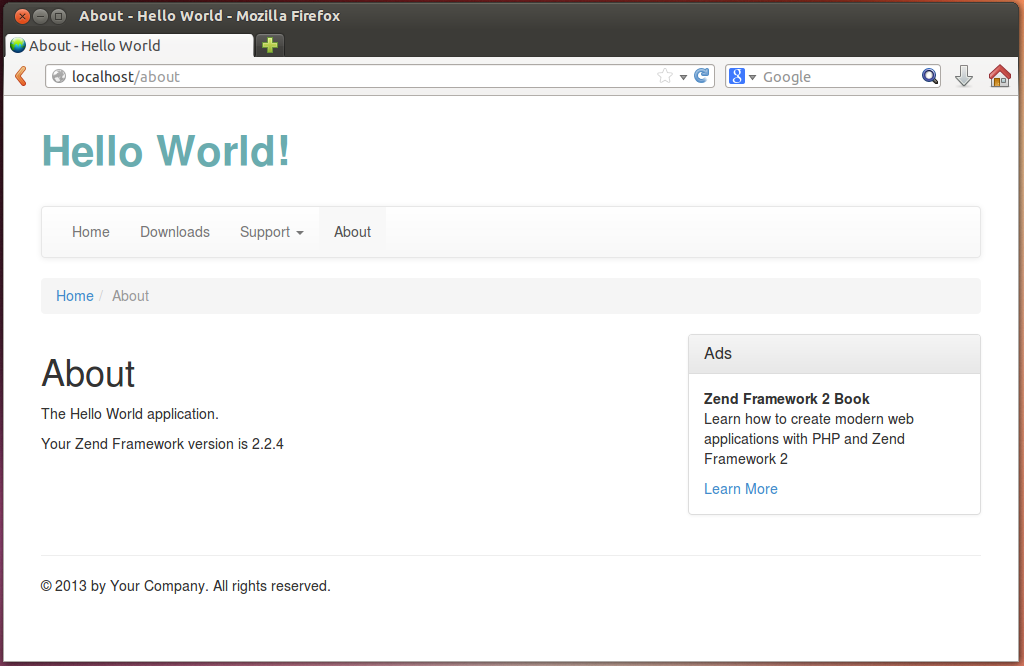 About - Hello World - Mozilla Firefox
About - Hello World
localhost/about
8 Google
Hello World!
Home Downloads Support About
Home / About
About
The Hello World application.
Your Zend Framework version is 2.2.4
Ads
Zend Framework 2 Book
Learn how to create modern web
applications with PHP and Zend
Framework 2
Learn More
© 2013 by Your Company. All rights reserved.